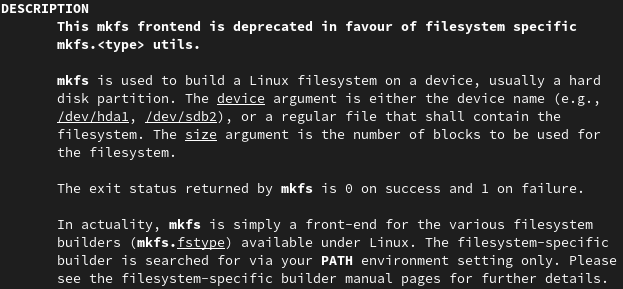 DESCRIPTION
This mkfs frontend is deprecated in favour of filesystem specific
mkfs.<type> utils.
mkfs is used to build a Linux filesystem on a device, usually a hard
disk partition. The device argument is either the device name (e.g.,
/dev/hda1, /dev/sdb2), or a regular file that shall contain the
filesystem. The size argument is the number of blocks to be used for
the filesystem.
The exit status returned by mkfs is 0 on success and 1 on failure.
In actuality, mkfs is simply a front-end for the various filesystem
builders (mkfs.fstype) available under Linux. The filesystem-specific
builder is searched for via your PATH environment setting only. Please
see the filesystem-specific builder manual pages for further details.